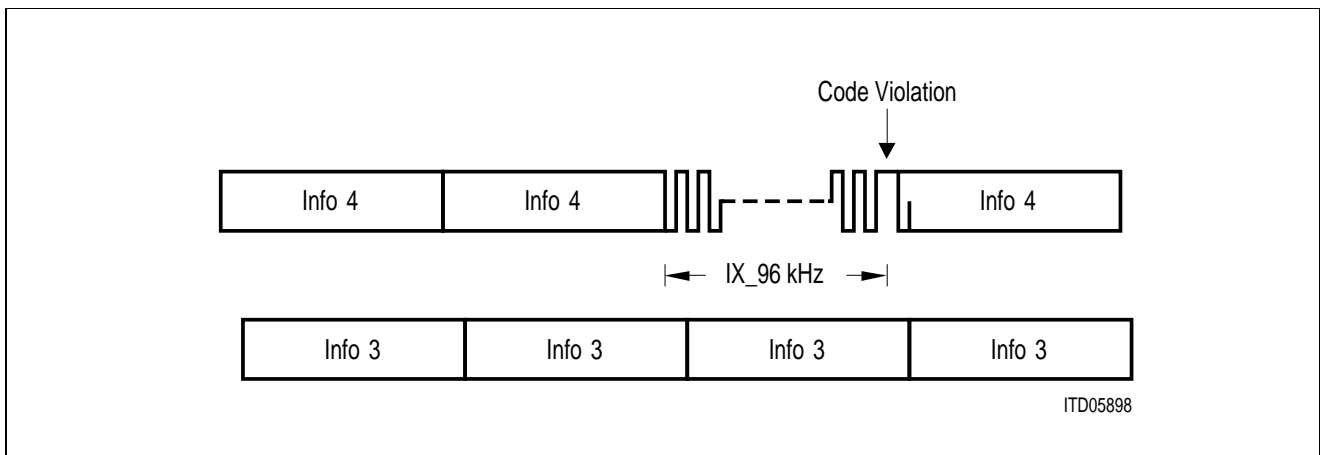 Code Violation
Info 4 Info 4 Info 4
IX_96 kHz
Info 3 Info 3 Info 3 Info 3
ITD05898